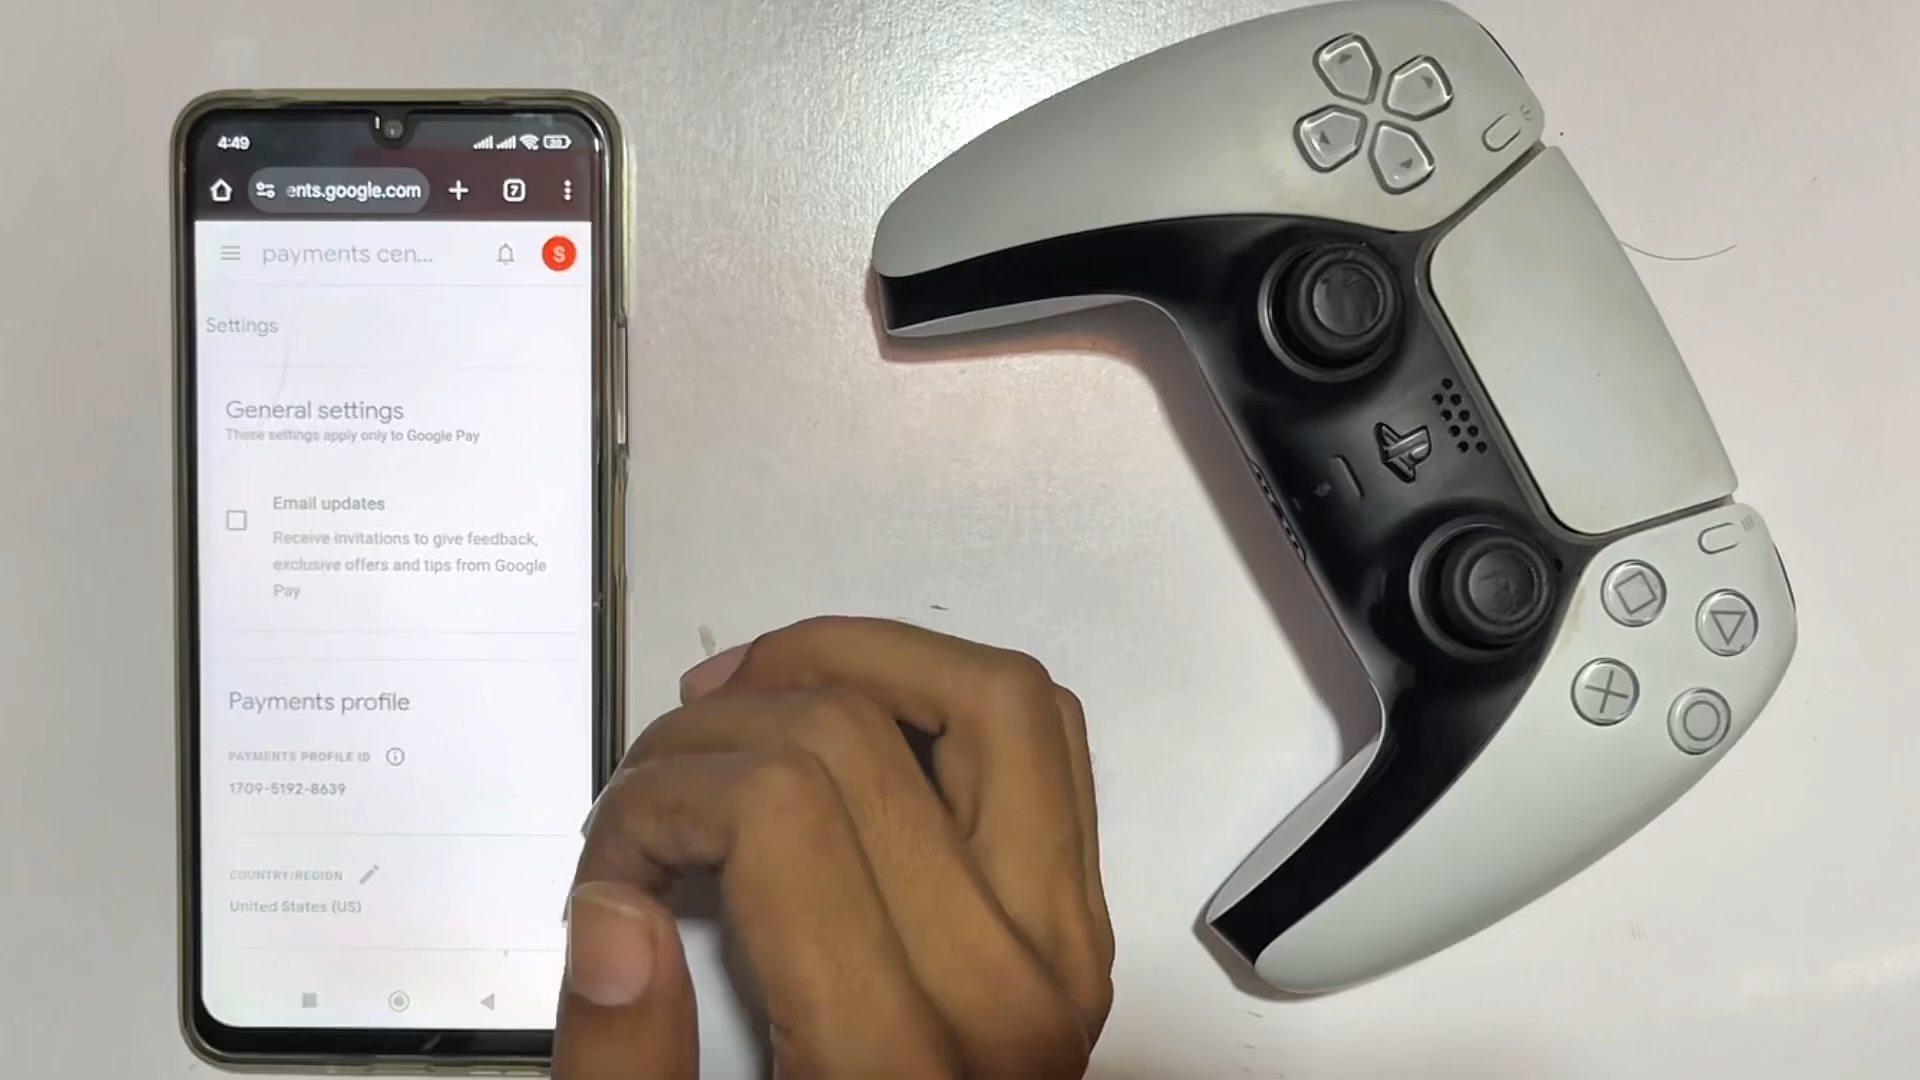 4:49
ents.google.com
7
payments cen...
S
Settings
General settings
These settings apply only to Google Pay
Email updates
Receive invitations to give feedback,
exclusive offers and tips from Google
Pay
Payments profile
PAYMENTS PROFILE ID
1709-5192-8639
COUNTRY/REGION
United States (US)